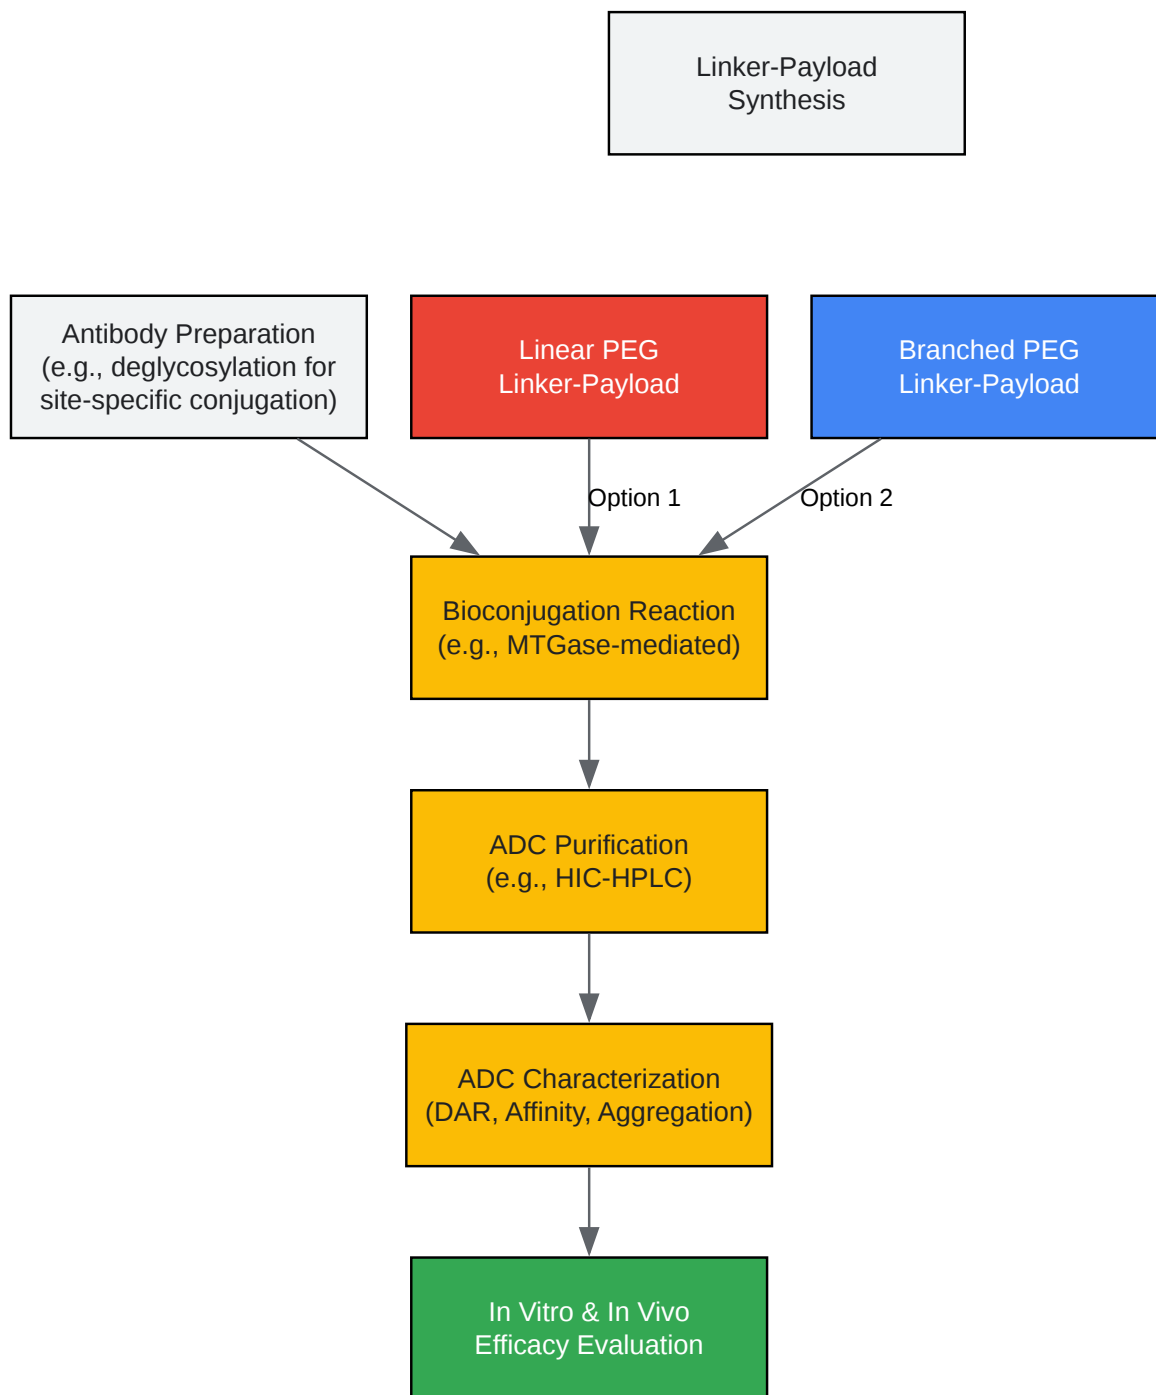 Linker-Payload
Synthesis
Antibody Preparation
(e.g., deglycosylation for
site-specific conjugation)
Linear PEG
Linker-Payload
Branched PEG
Linker-Payload
Option 1
Option 2
Bioconjugation Reaction
(e.g., MTGase-mediated)
ADC Purification
(e.g., HIC-HPLC)
ADC Characterization
(DAR, Affinity, Aggregation)
In Vitro & In Vivo
Efficacy Evaluation